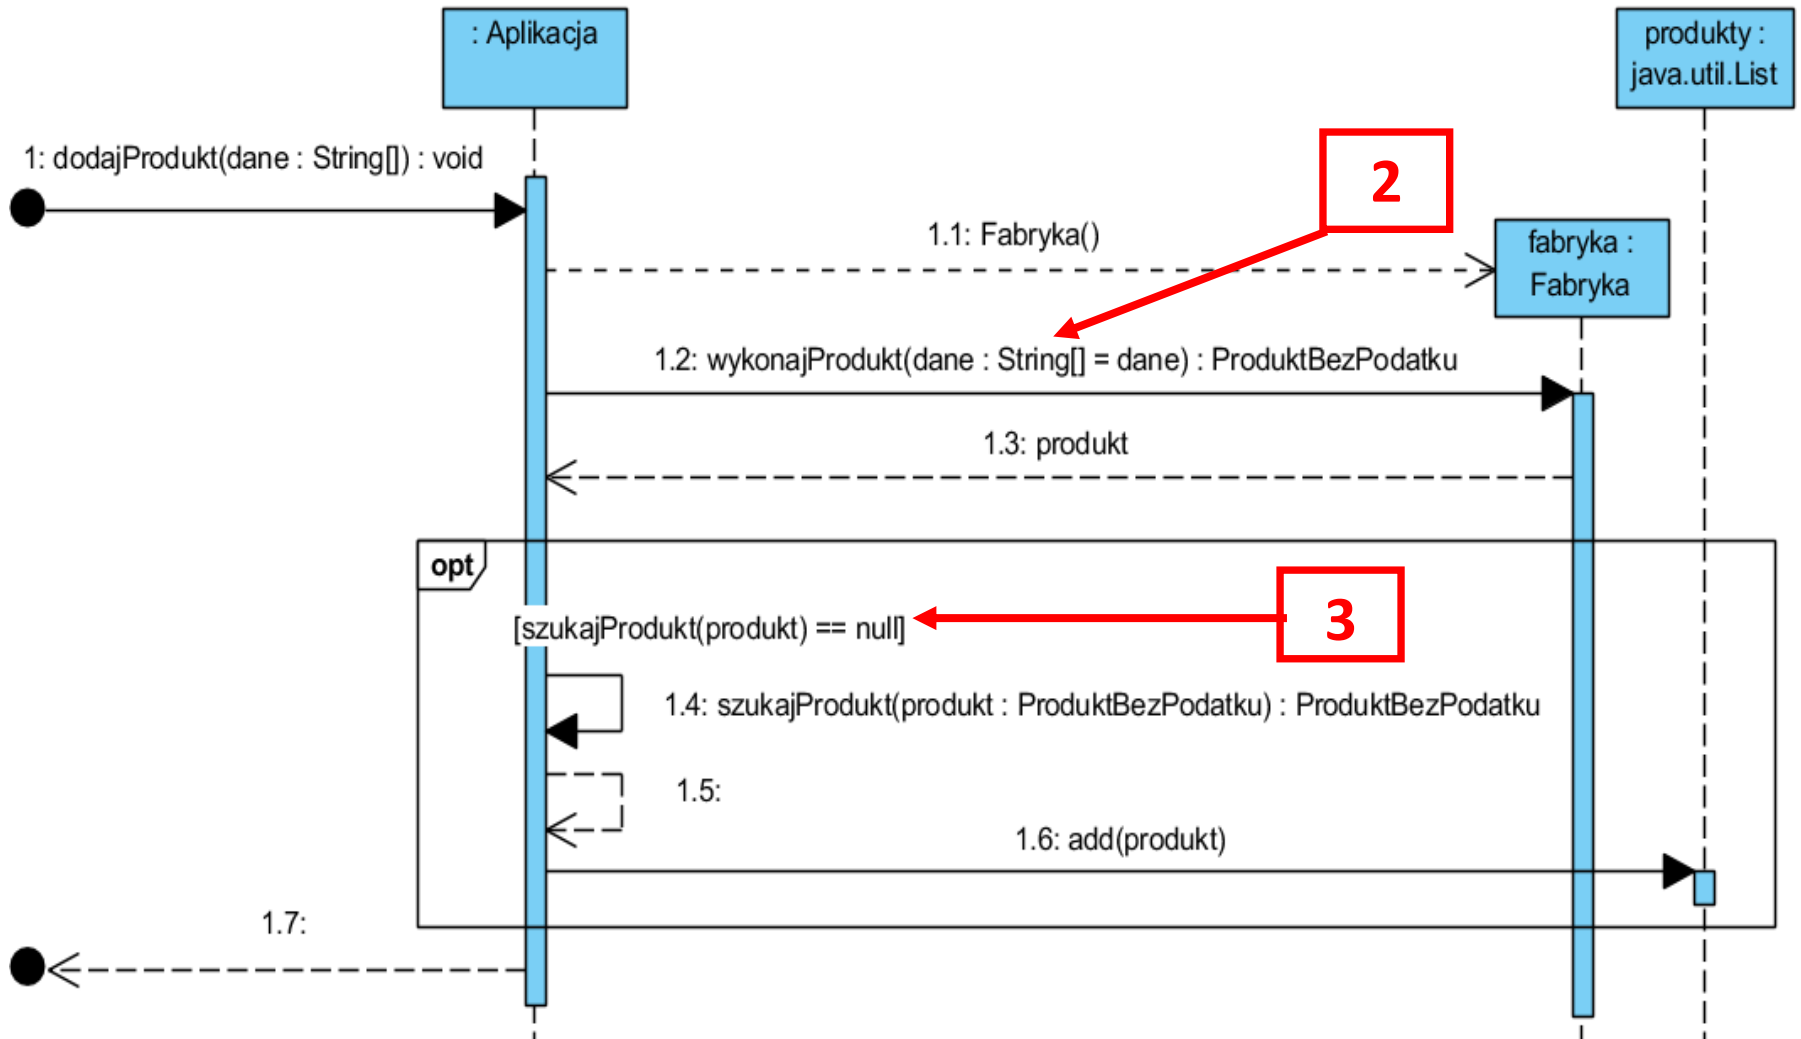 : Aplikacja
produkty :
java.util.List
1: dodajProdukt(dane : String[]) : void
2
1.1: Fabryka()
fabryka :
Fabryka
1.2: wykonajProdukt(dane : String[] = dane) : ProduktBezPodatku
1.3: produkt
opt
[szukajProdukt(produkt) == null]
3
1.4: szukajProdukt(produkt : ProduktBezPodatku) : ProduktBezPodatku
1.5:
1.6: add(produkt)
1.7: